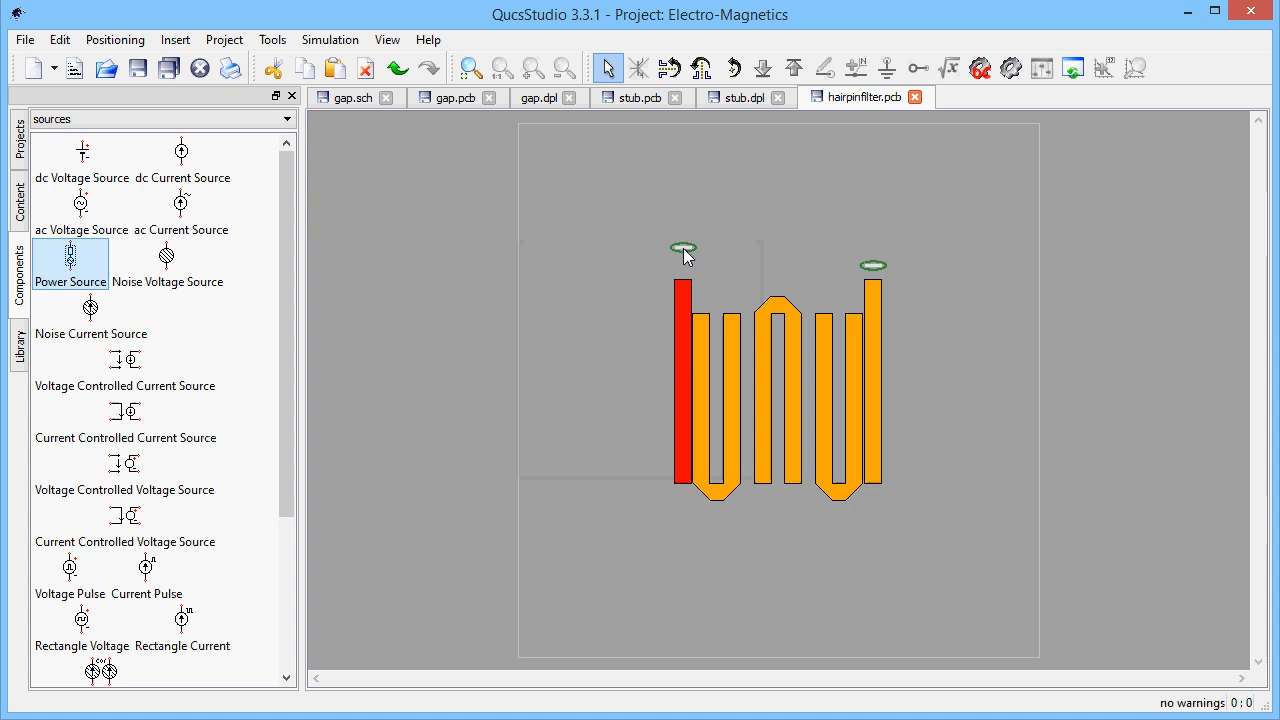 QucsStudio 3.3.1 - Project: Electro-Magnetics
File Edit Positioning Insert Project Tools Simulation View Help
gap.sch gap.pcb gap.dpl stub.pcb stub.dpl hairpinfilter.pcb
Projects
Content
Components
Library
sources
dc Voltage Source dc Current Source
ac Voltage Source ac Current Source
Power Source Noise Voltage Source
Noise Current Source
Voltage Controlled Current Source
Current Controlled Current Source
Voltage Controlled Voltage Source
Current Controlled Voltage Source
Voltage Pulse Current Pulse
Rectangle Voltage Rectangle Current
no warnings 0 : 0